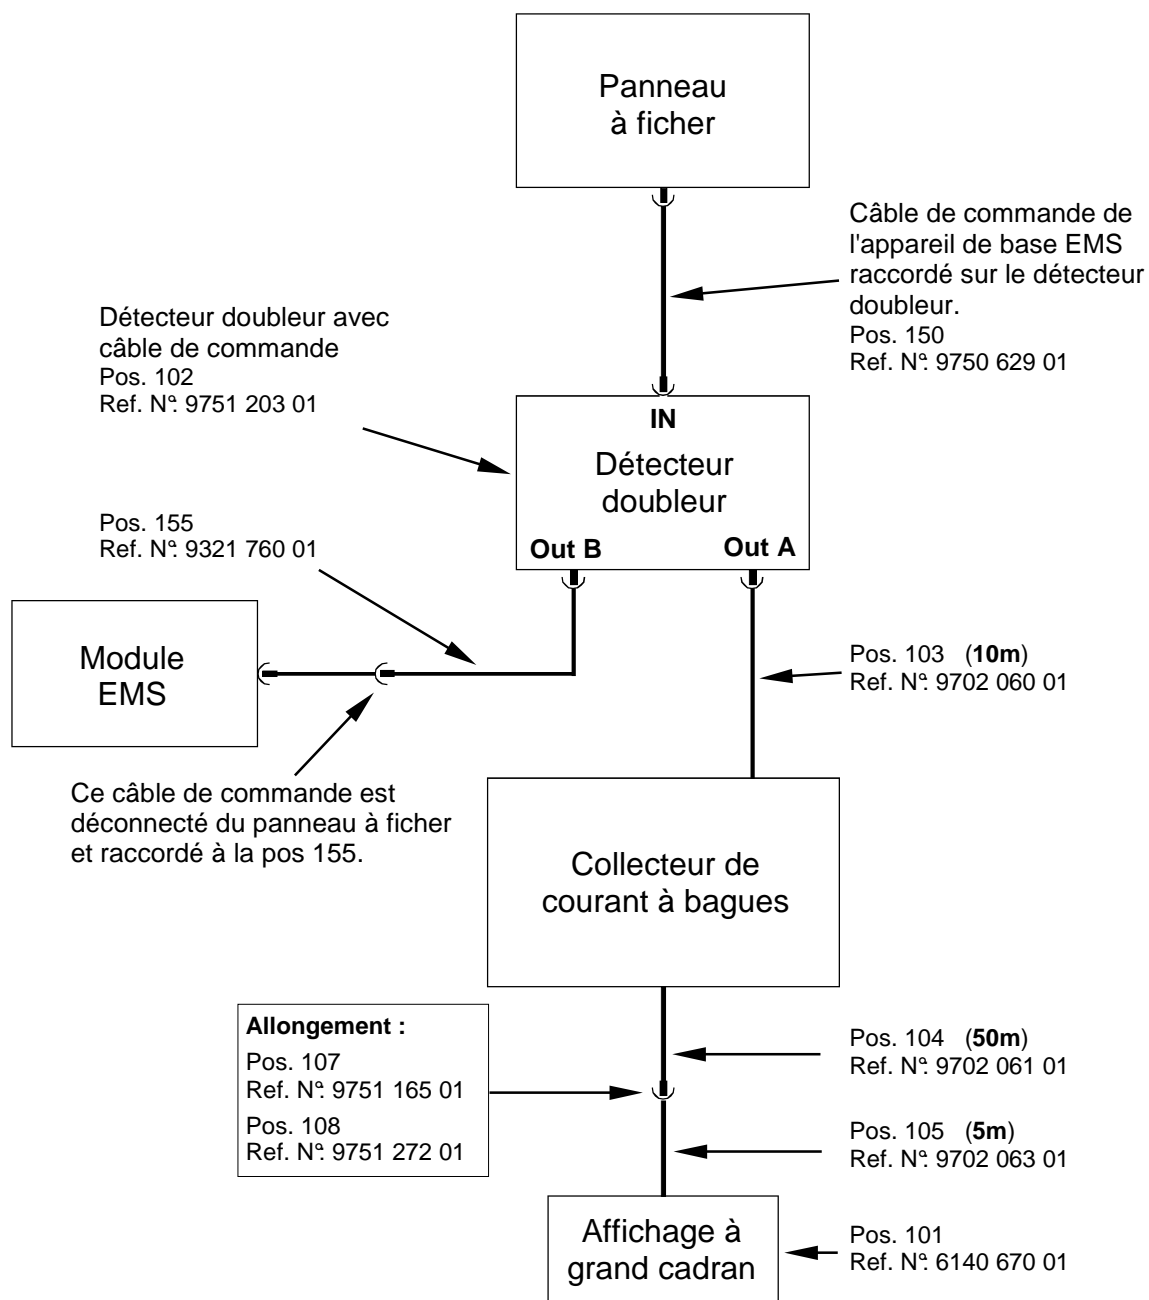 Panneau
à ficher
Câble de commande de
l'appareil de base EMS
raccordé sur le détecteur
doubleur.
Pos. 150
Ref. N°: 9750 629 01
Détecteur doubleur avec
câble de commande
Pos. 102
Ref. N°: 9751 203 01
IN
Détecteur
doubleur
Out B
Out A
Pos. 155
Ref. N°: 9321 760 01
Module
EMS
Pos. 103 (10m)
Ref. N°: 9702 060 01
Ce câble de commande est
déconnecté du panneau à ficher
et raccordé à la pos 155.
Collecteur de
courant à bagues
Allongement :
Pos. 107
Ref. N°: 9751 165 01
Pos. 108
Ref. N°: 9751 272 01
Pos. 104 (50m)
Ref. N°: 9702 061 01
Pos. 105 (5m)
Ref. N°: 9702 063 01
Affichage à
grand cadran
Pos. 101
Ref. N°: 6140 670 01